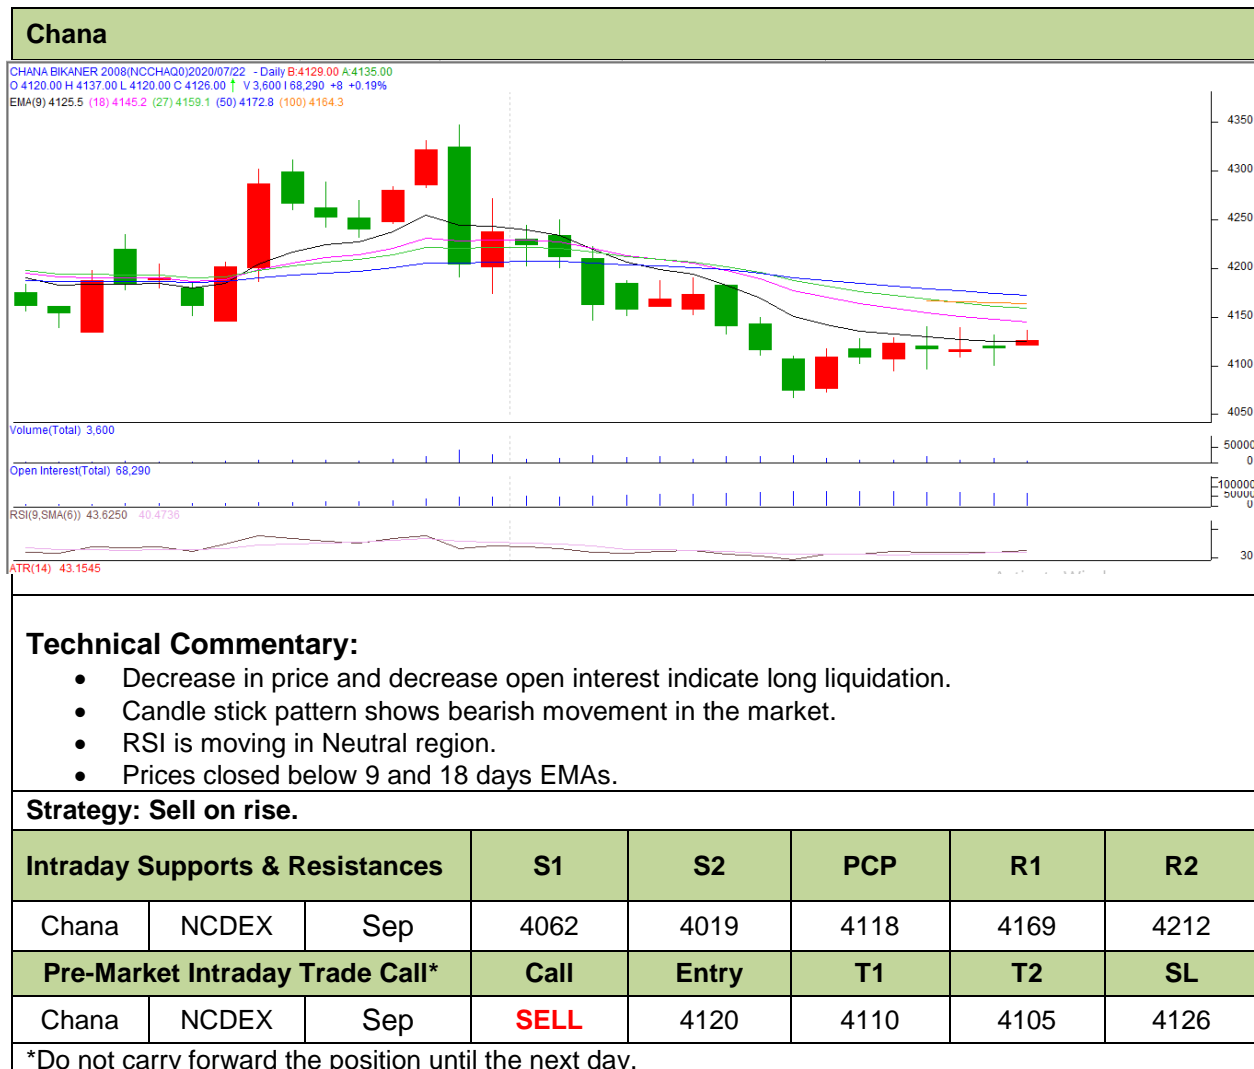 Chana
CHANA BIKANER 2008(NCCHAQ0)2020/07/22 - Daily B:4129.00 A:4135.00
O 4120.00 H 4137.00 L 4120.00 C 4126.00 ↑ V 3,600 I 68,290 +8 +0.19%
EMA(9) 4125.5 (18) 4145.2 (27) 4159.1 (50) 4172.8 (100) 4164.3
4350
4300
4250
4200
4150
4100
4050
Volume(Total) 3,600
50000
0
Open Interest(Total) 68,290
100000
50000
0
RSI(9,SMA(6)) 43.6250 40.4736
30
ATR(14) 43.1545
Technical Commentary:
• Decrease in price and decrease open interest indicate long liquidation.
• Candle stick pattern shows bearish movement in the market.
• RSI is moving in Neutral region.
• Prices closed below 9 and 18 days EMAs.
Strategy: Sell on rise.
Intraday Supports & Resistances S1 S2 PCP R1 R2
Chana NCDEX Sep 4062 4019 4118 4169 4212
Pre-Market Intraday Trade Call* Call Entry T1 T2 SL
Chana NCDEX Sep SELL 4120 4110 4105 4126
*Do not carry forward the position until the next day.